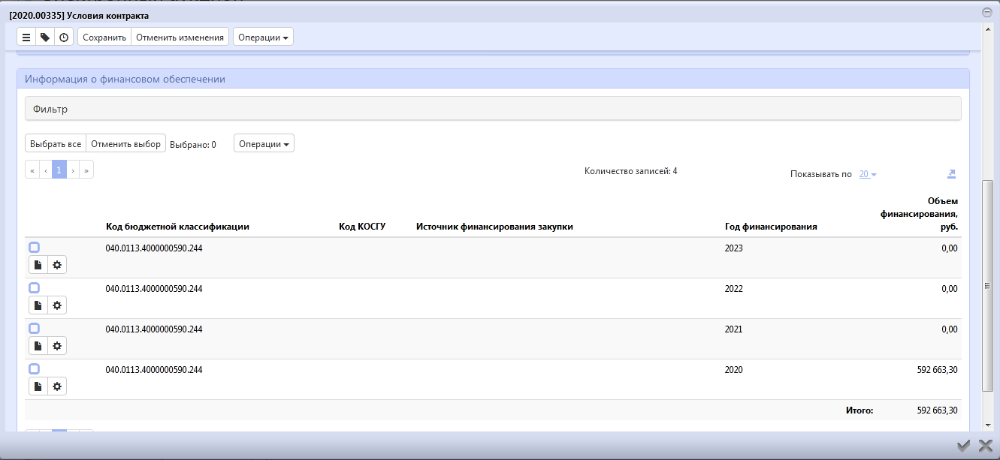 [2020.00335] Условия контракта
Сохранить Отменить изменения Операции
Информация о финансовом обеспечении
Фильтр
Выбрать все Отменить выбор Выбрано: 0 Операции
« ‹ 1 › » Количество записей: 4 Показывать по 20
Объем
финансирования,
Код бюджетной классификации Код КОСГУ Источник финансирования закупки Год финансирования руб.
040.0113.4000000590.244 2023 0,00
040.0113.4000000590.244 2022 0,00
040.0113.4000000590.244 2021 0,00
040.0113.4000000590.244 2020 592 663,30
Итого: 592 663,30